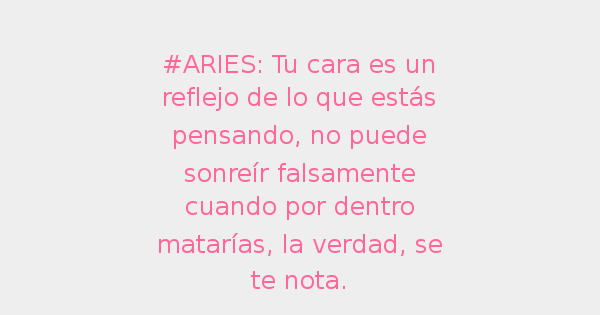 #ARIES: Tu cara es un
reflejo de lo que estás
pensando, no puede
sonreír falsamente
cuando por dentro
matarías, la verdad, se
te nota.